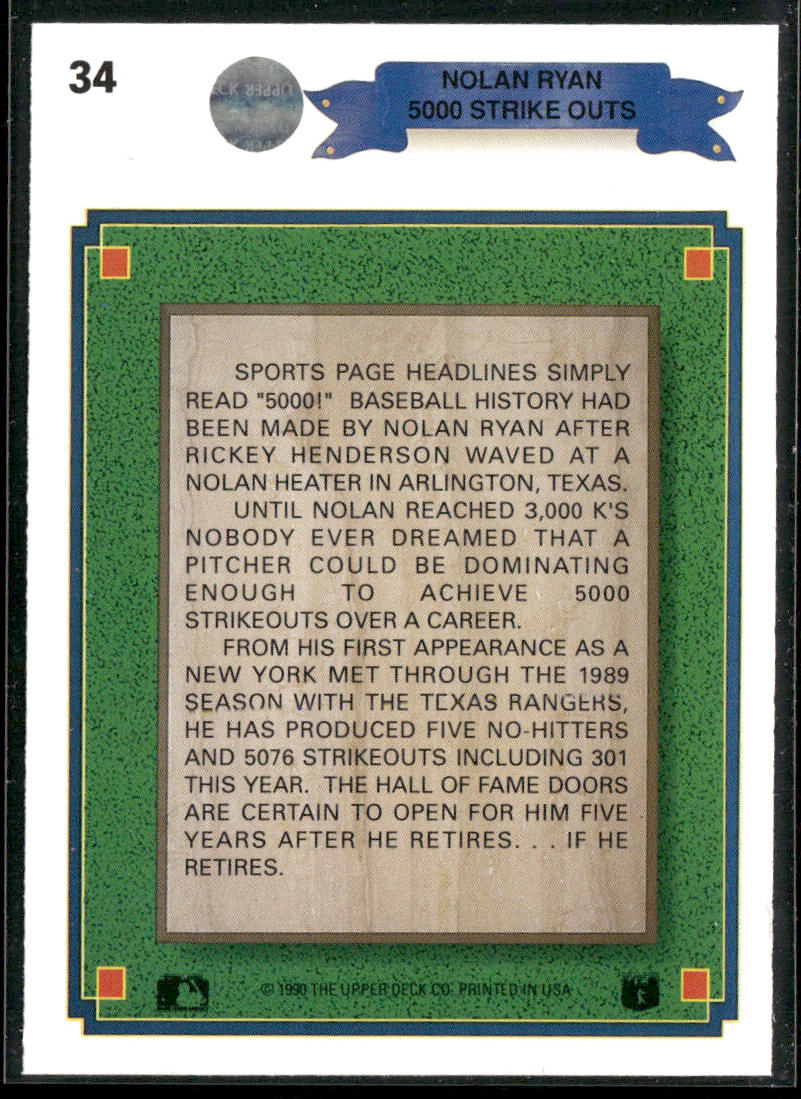 34
NOLAN RYAN
5000 STRIKE OUTS
SPORTS PAGE HEADLINES SIMPLY
READ "5000!" BASEBALL HISTORY HAD
BEEN MADE BY NOLAN RYAN AFTER
RICKEY HENDERSON WAVED AT A
NOLAN HEATER IN ARLINGTON, TEXAS.
UNTIL NOLAN REACHED 3,000 K'S
NOBODY EVER DREAMED THAT A
PITCHER COULD BE DOMINATING
ENOUGH TO ACHIEVE 5000
STRIKEOUTS OVER A CAREER.
FROM HIS FIRST APPEARANCE AS A
NEW YORK MET THROUGH THE 1989
SEASON WITH THE TEXAS RANGERS,
HE HAS PRODUCED FIVE NO-HITTERS
AND 5076 STRIKEOUTS INCLUDING 301
THIS YEAR. THE HALL OF FAME DOORS
ARE CERTAIN TO OPEN FOR HIM FIVE
YEARS AFTER HE RETIRES. . . IF HE
RETIRES.
© 1990 THE UPPER DECK CO. PRINTED IN USA